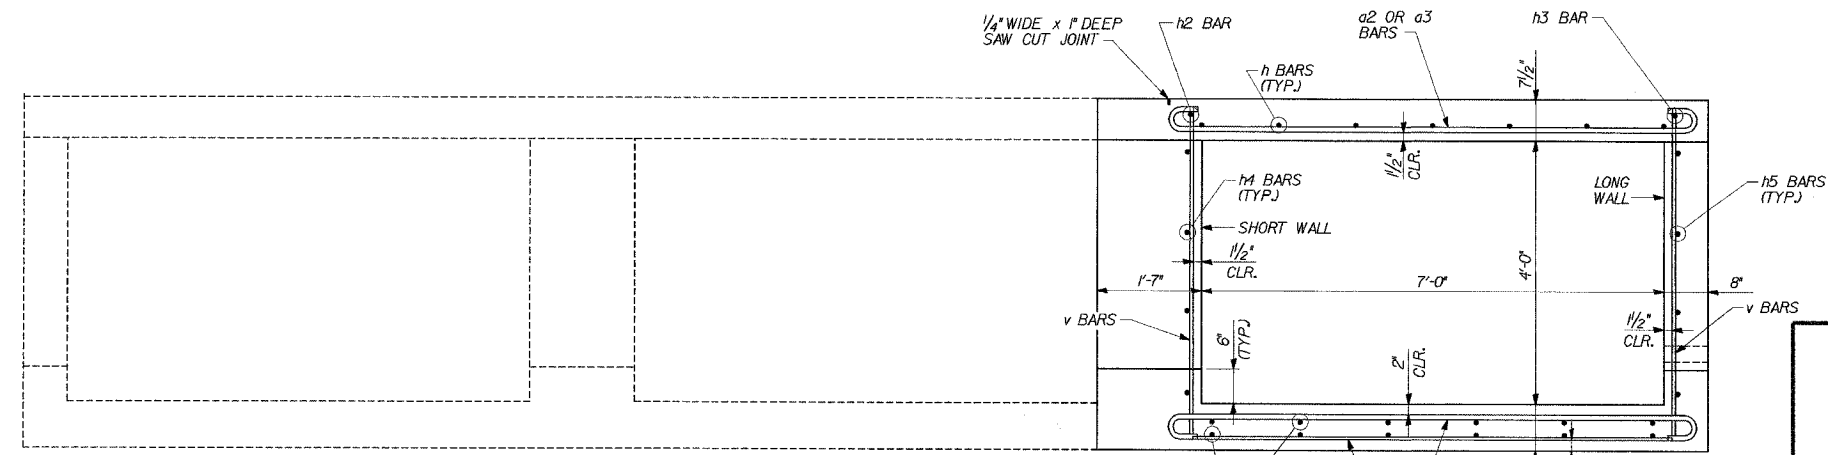 1/4" WIDE x 1" DEEP
SAW CUT JOINT
h2 BAR
a2 OR a3
BARS
h3 BAR
h BARS
(TYP.)
7 1/2"
1 1/2"
CLR.
h4 BARS
(TYP.)
LONG
WALL
h5 BARS
(TYP.)
SHORT WALL
1 1/2"
CLR.
4'-0"
1'-7"
7'-0"
8"
v BARS
6"
(TYP.)
2"
CLR.
1 1/2"
CLR.
v BARS